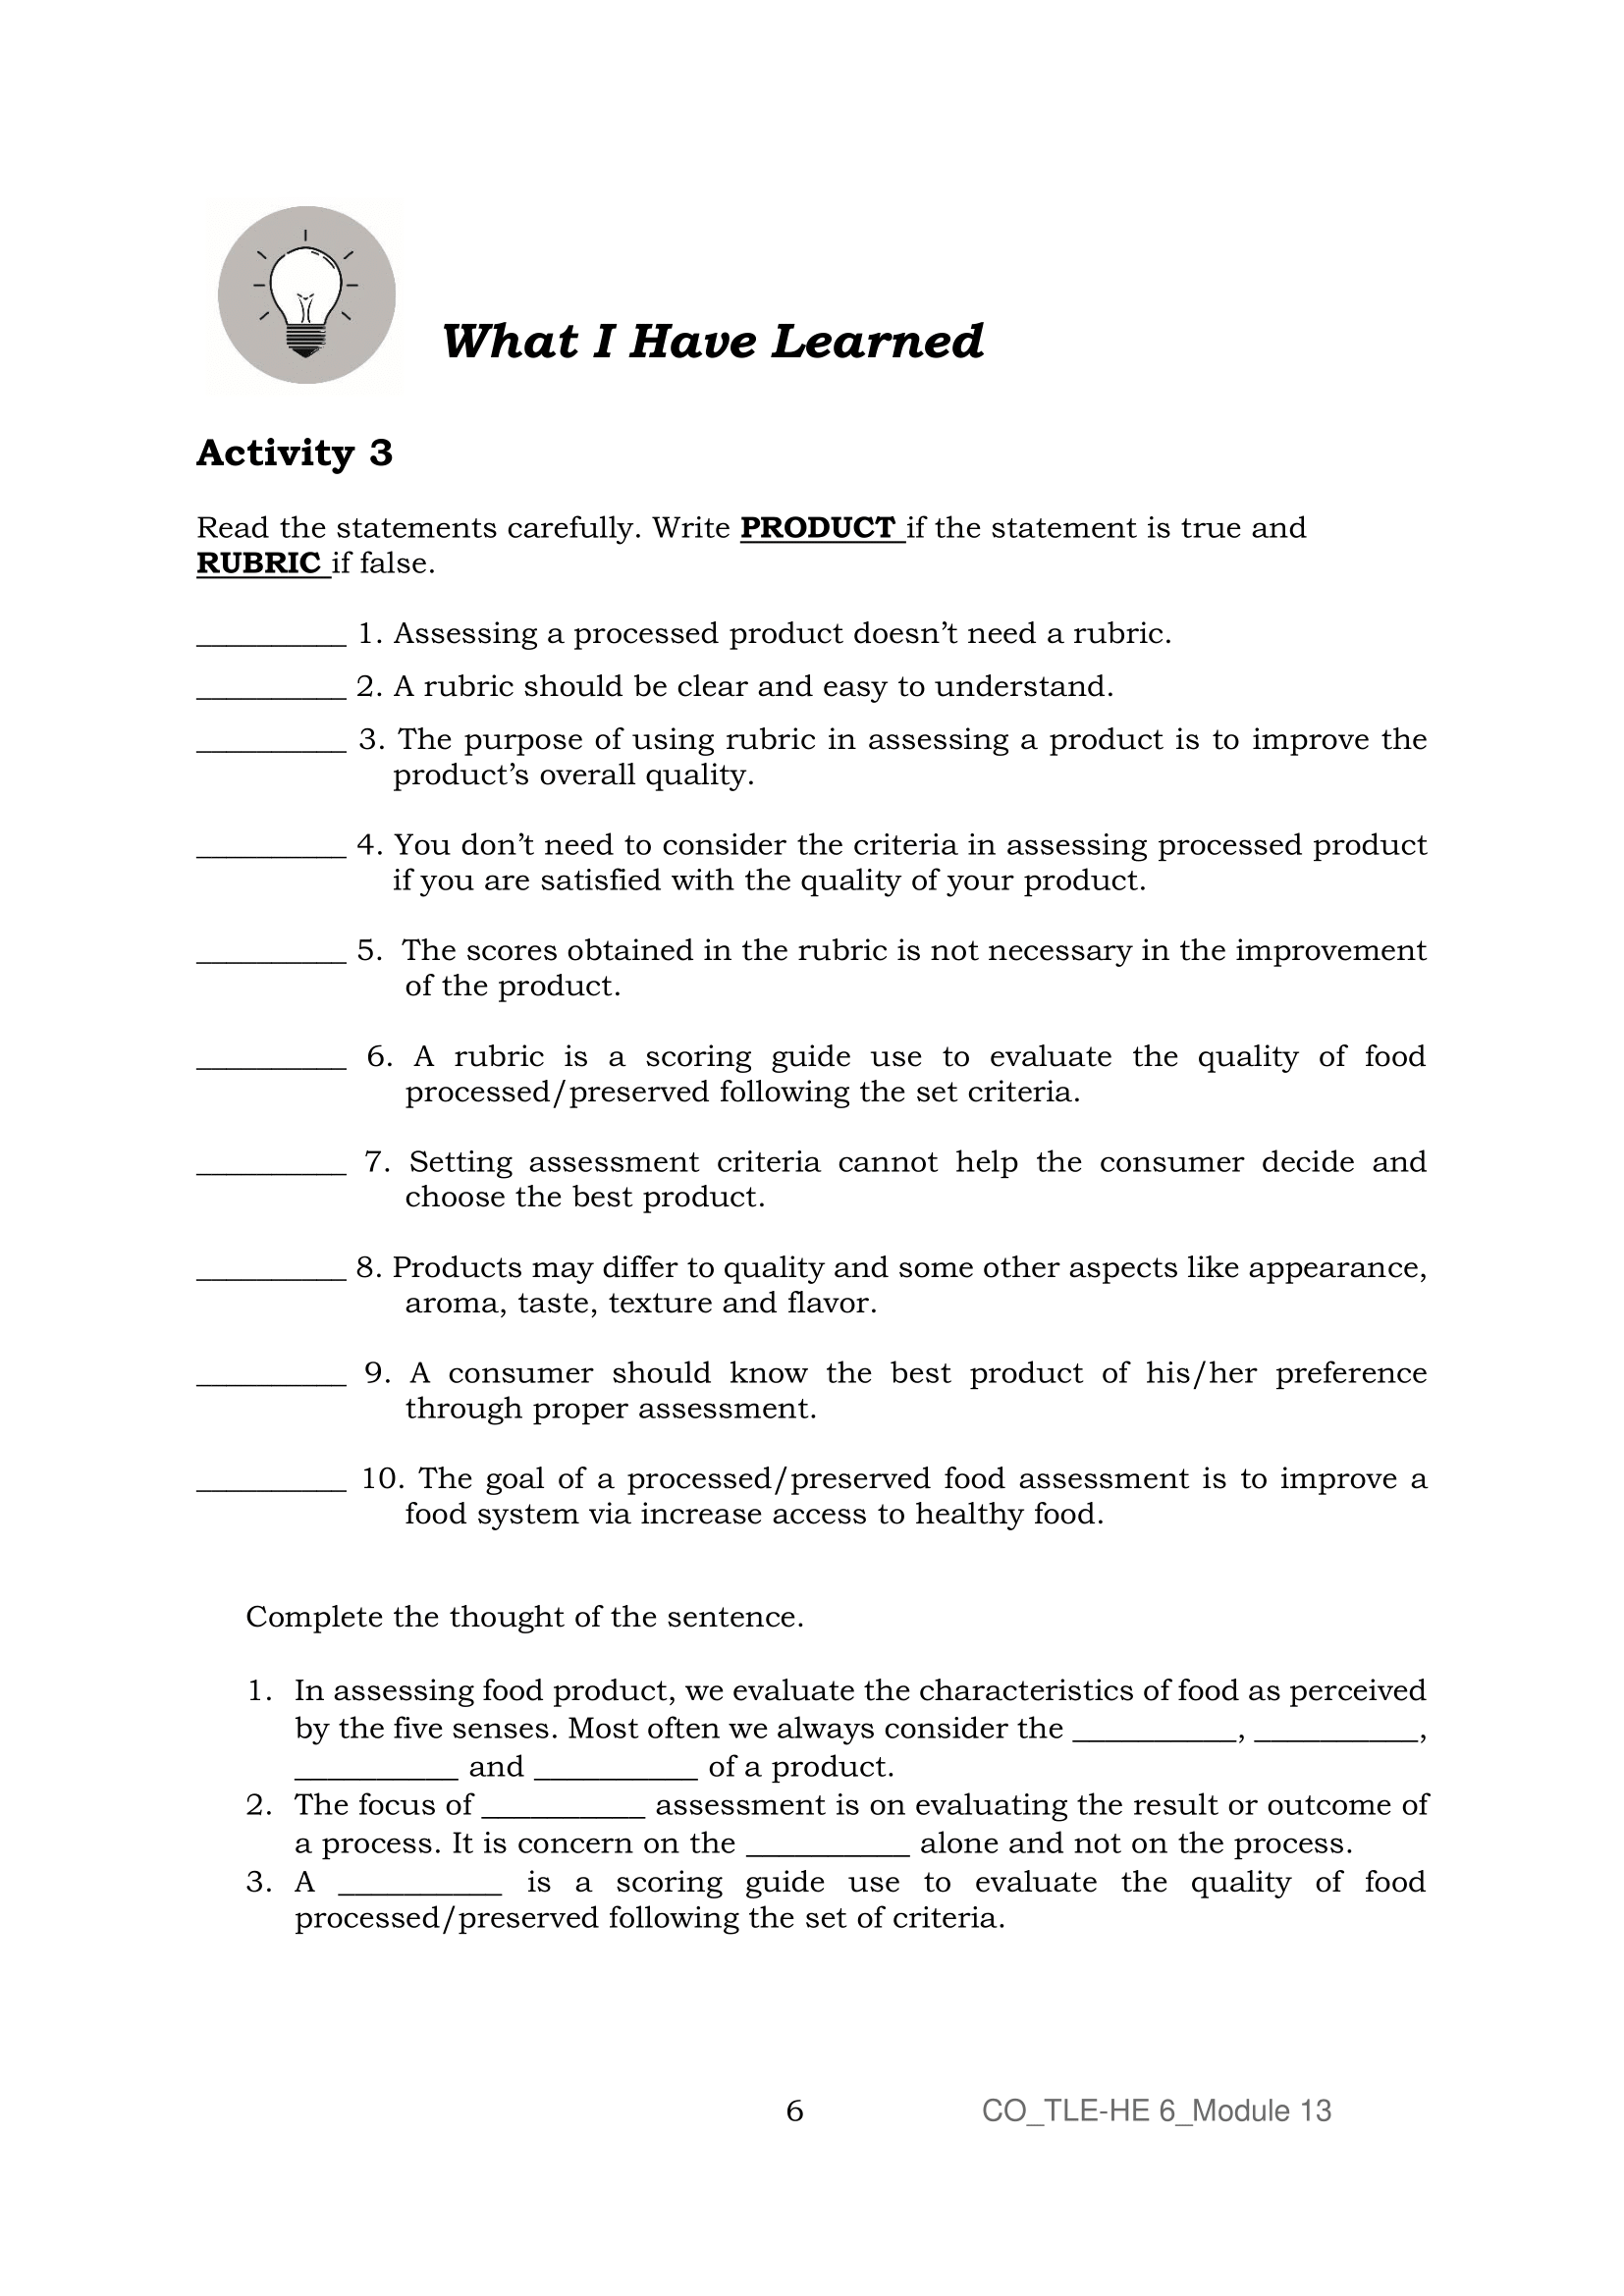 What I Have Learned
Activity 3
Read the statements carefully. Write PRODUCT if the statement is true and
RUBRIC if false.
__________ 1. Assessing a processed product doesn’t need a rubric.
__________ 2. A rubric should be clear and easy to understand.
__________ 3. The purpose of using rubric in assessing a product is to improve the
product’s overall quality.
__________ 4. You don’t need to consider the criteria in assessing processed product
if you are satisfied with the quality of your product.
__________ 5. The scores obtained in the rubric is not necessary in the improvement
of the product.
__________ 6. A rubric is a scoring guide use to evaluate the quality of food
processed/preserved following the set criteria.
__________ 7. Setting assessment criteria cannot help the consumer decide and
choose the best product.
__________ 8. Products may differ to quality and some other aspects like appearance,
aroma, taste, texture and flavor.
__________ 9. A consumer should know the best product of his/her preference
through proper assessment.
__________ 10. The goal of a processed/preserved food assessment is to improve a
food system via increase access to healthy food.
Complete the thought of the sentence.
1. In assessing food product, we evaluate the characteristics of food as perceived
by the five senses. Most often we always consider the __________, __________,
__________ and __________ of a product.
2. The focus of __________ assessment is on evaluating the result or outcome of
a process. It is concern on the __________ alone and not on the process.
3. A __________ is a scoring guide use to evaluate the quality of food
processed/preserved following the set of criteria.
6 CO_TLE-HE 6_Module 13